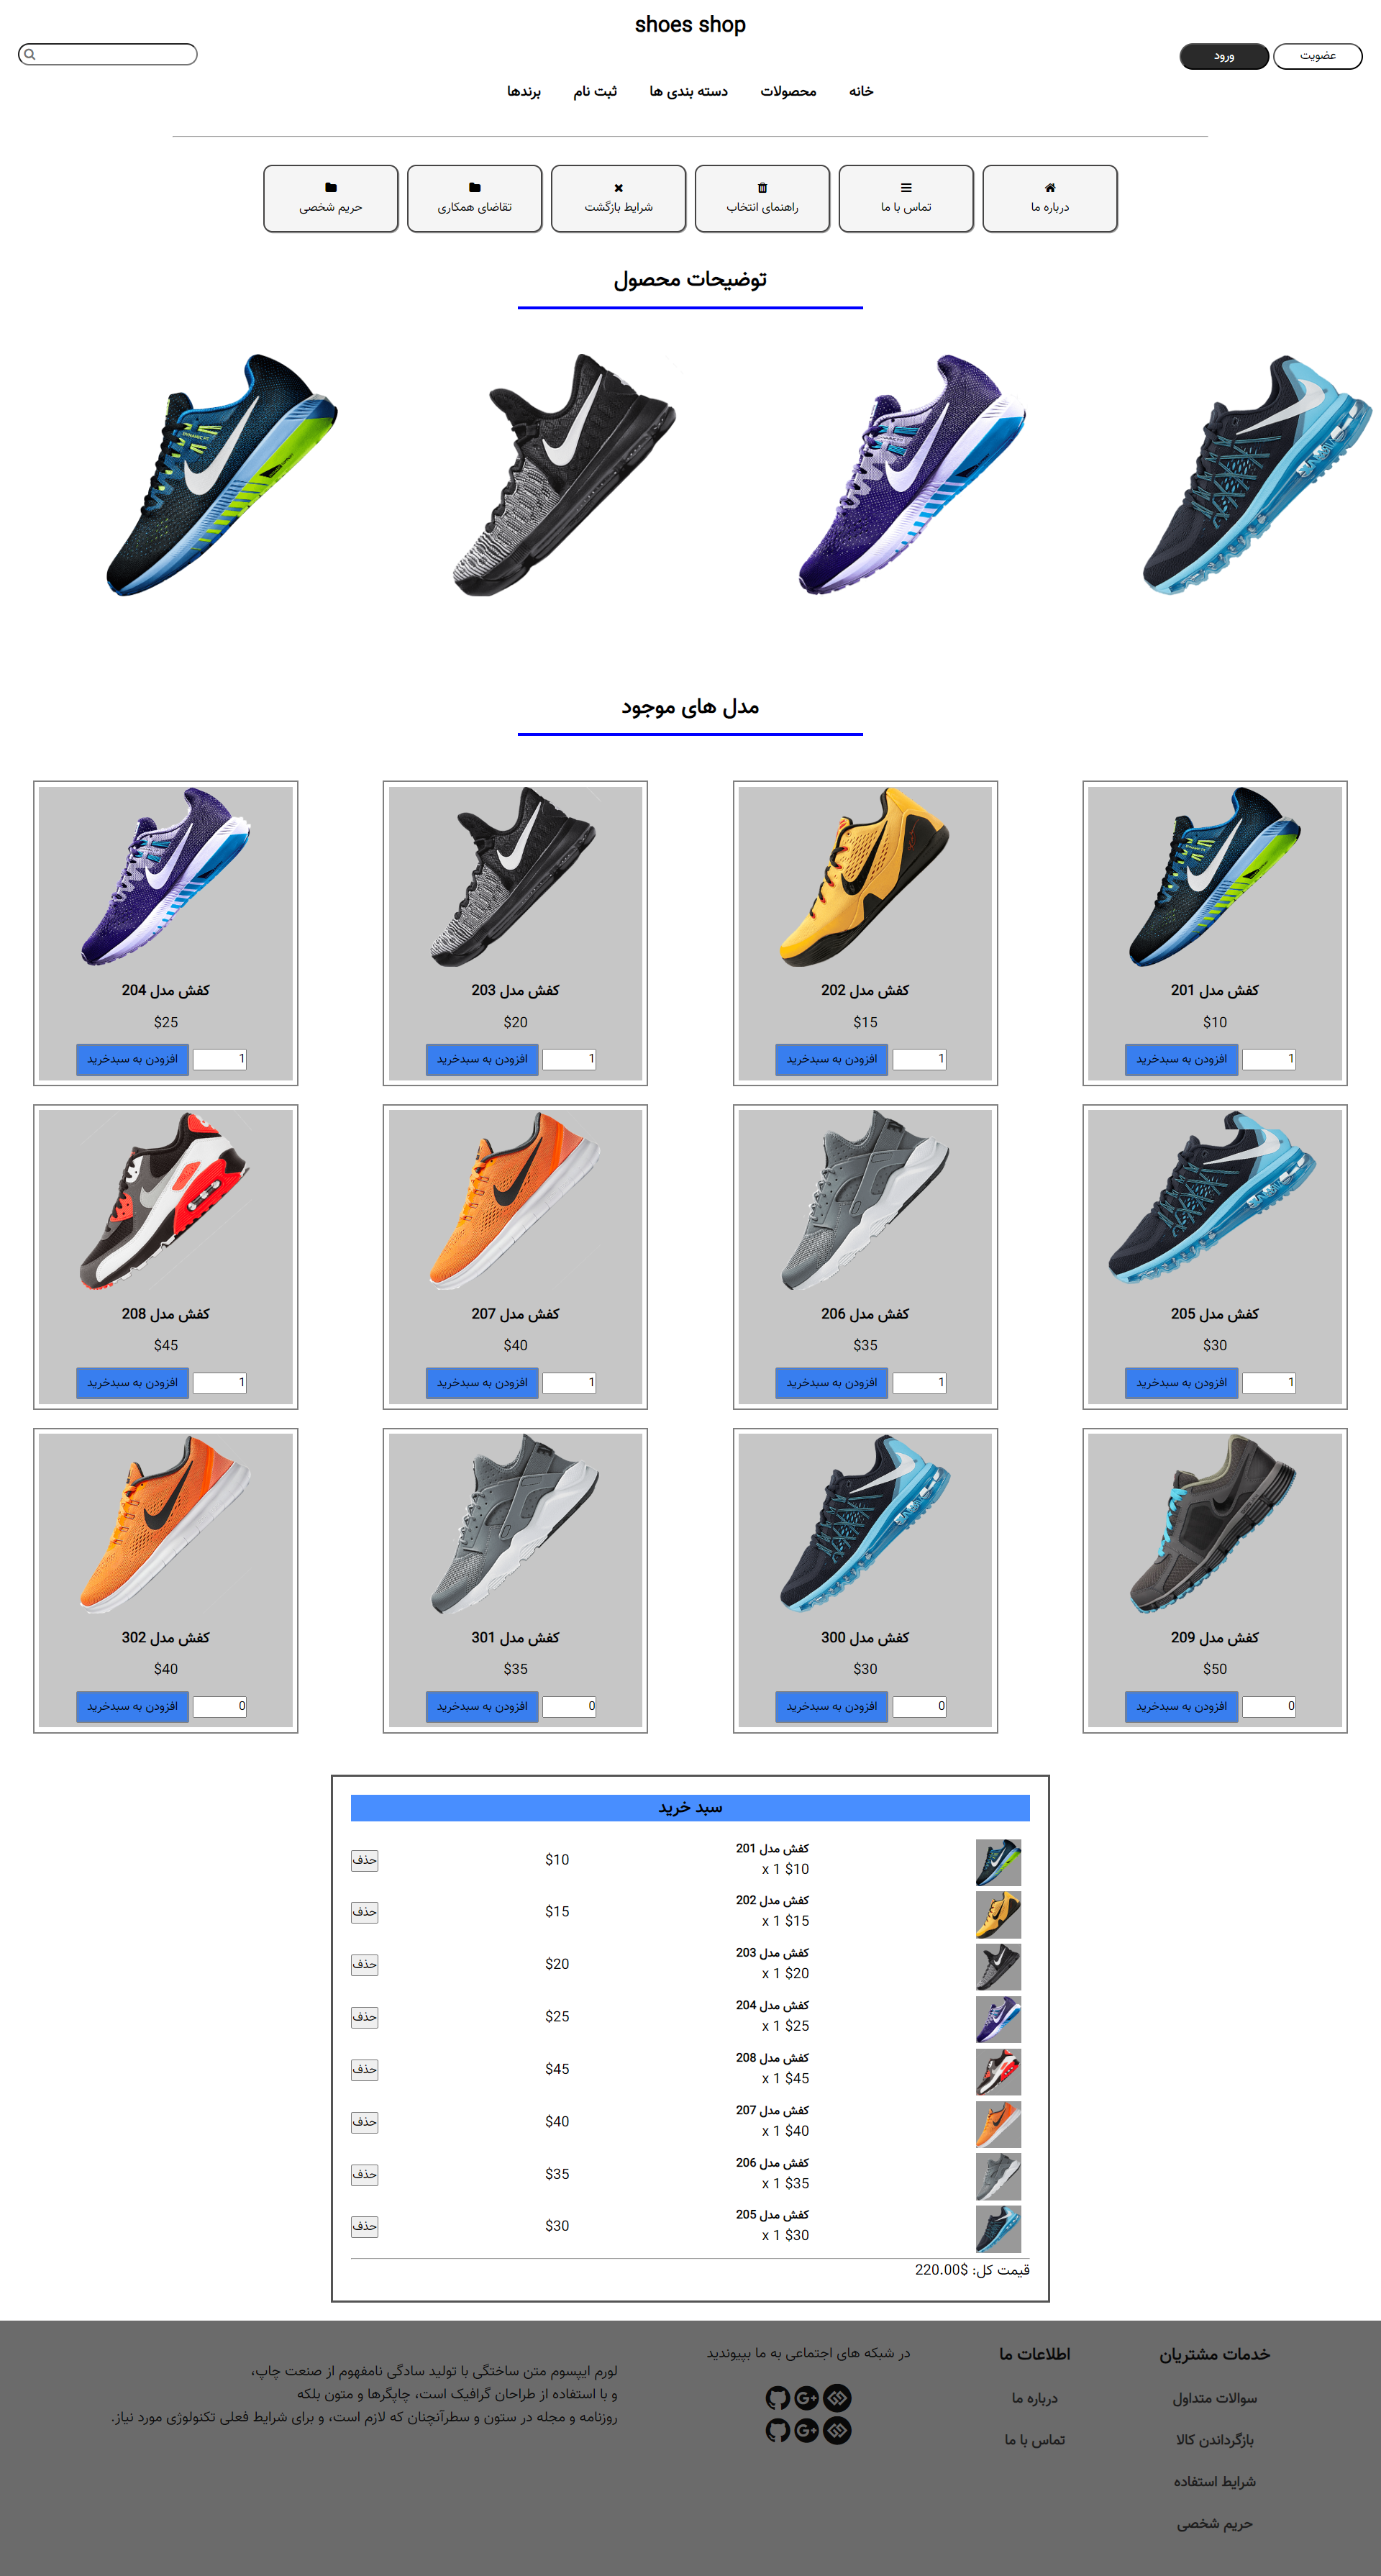 shoes shop
عضویت
ورود
خانه
محصولات
دسته بندی ها
ثبت نام
برندها
درباره ما
تماس با ما
راهنمای انتخاب
شرایط بازگشت
تقاضای همکاری
حریم شخصی
توضیحات محصول
مدل های موجود
کفش مدل 201
$10
1
افزودن به سبدخرید
کفش مدل 202
$15
1
افزودن به سبدخرید
کفش مدل 203
$20
1
افزودن به سبدخرید
کفش مدل 204
$25
1
افزودن به سبدخرید
کفش مدل 205
$30
1
افزودن به سبدخرید
کفش مدل 206
$35
1
افزودن به سبدخرید
کفش مدل 207
$40
1
افزودن به سبدخرید
کفش مدل 208
$45
1
افزودن به سبدخرید
کفش مدل 209
$50
0
افزودن به سبدخرید
کفش مدل 300
$30
0
افزودن به سبدخرید
کفش مدل 301
$35
0
افزودن به سبدخرید
کفش مدل 302
$40
0
افزودن به سبدخرید
سبد خرید
کفش مدل 201
x 1 $10
$10
حذف
کفش مدل 202
x 1 $15
$15
حذف
کفش مدل 203
x 1 $20
$20
حذف
کفش مدل 204
x 1 $25
$25
حذف
کفش مدل 208
x 1 $45
$45
حذف
کفش مدل 207
x 1 $40
$40
حذف
کفش مدل 206
x 1 $35
$35
حذف
کفش مدل 205
x 1 $30
$30
حذف
قیمت کل: $220.00
خدمات مشتریان
سوالات متداول
بازگرداندن کالا
شرایط استفاده
حریم شخصی
اطلاعات ما
درباره ما
تماس با ما
در شبکه های اجتماعی به ما بپیوندید
لورم ایپسوم متن ساختگی با تولید سادگی نامفهوم از صنعت چاپ،
و با استفاده از طراحان گرافیک است، چاپگرها و متون بلکه
روزنامه و مجله در ستون و سطرآنچنان که لازم است، و برای شرایط فعلی تکنولوژی مورد نیاز.